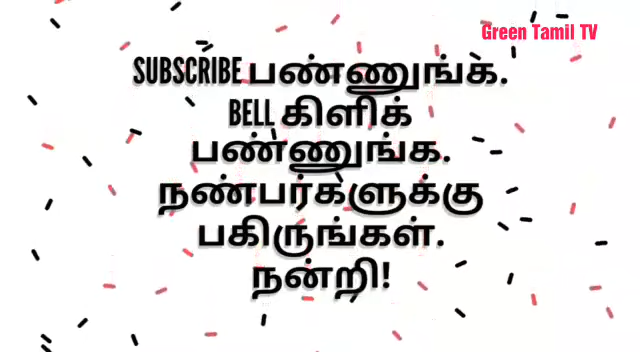 Green Tamil TV
SUBSCRIBE பண்ணுங்க.
BELL கிளிக்
பண்ணுங்க.
நண்பர்களுக்கு
பகிருங்கள்.
நன்றி!